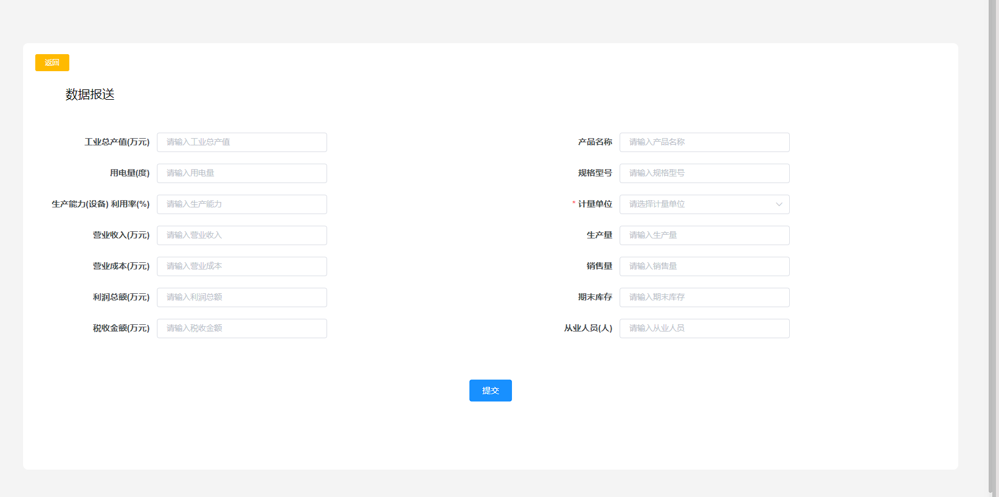 返回
数据报送
工业总产值(万元) 请输入工业总产值 产品名称 请输入产品名称
用电量(度) 请输入用电量 规格型号 请输入规格型号
生产能力(设备) 利用率(%) 请输入生产能力 * 计量单位 请选择计量单位
营业收入(万元) 请输入营业收入 生产量 请输入生产量
营业成本(万元) 请输入营业成本 销售量 请输入销售量
利润总额(万元) 请输入利润总额 期末库存 请输入期末库存
税收金额(万元) 请输入税收金额 从业人员(人) 请输入从业人员
提交